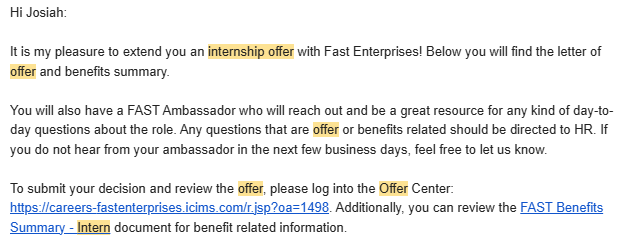 Hi Josiah:
It is my pleasure to extend you an internship offer with Fast Enterprises! Below you will find the letter of
offer and benefits summary.
You will also have a FAST Ambassador who will reach out and be a great resource for any kind of day-to-
day questions about the role. Any questions that are offer or benefits related should be directed to HR. If
you do not hear from your ambassador in the next few business days, feel free to let us know.
To submit your decision and review the offer, please log into the Offer Center:
https://careers-fastenterprises.icims.com/r.jsp?oa=1498. Additionally, you can review the FAST Benefits
Summary - Intern document for benefit related information.